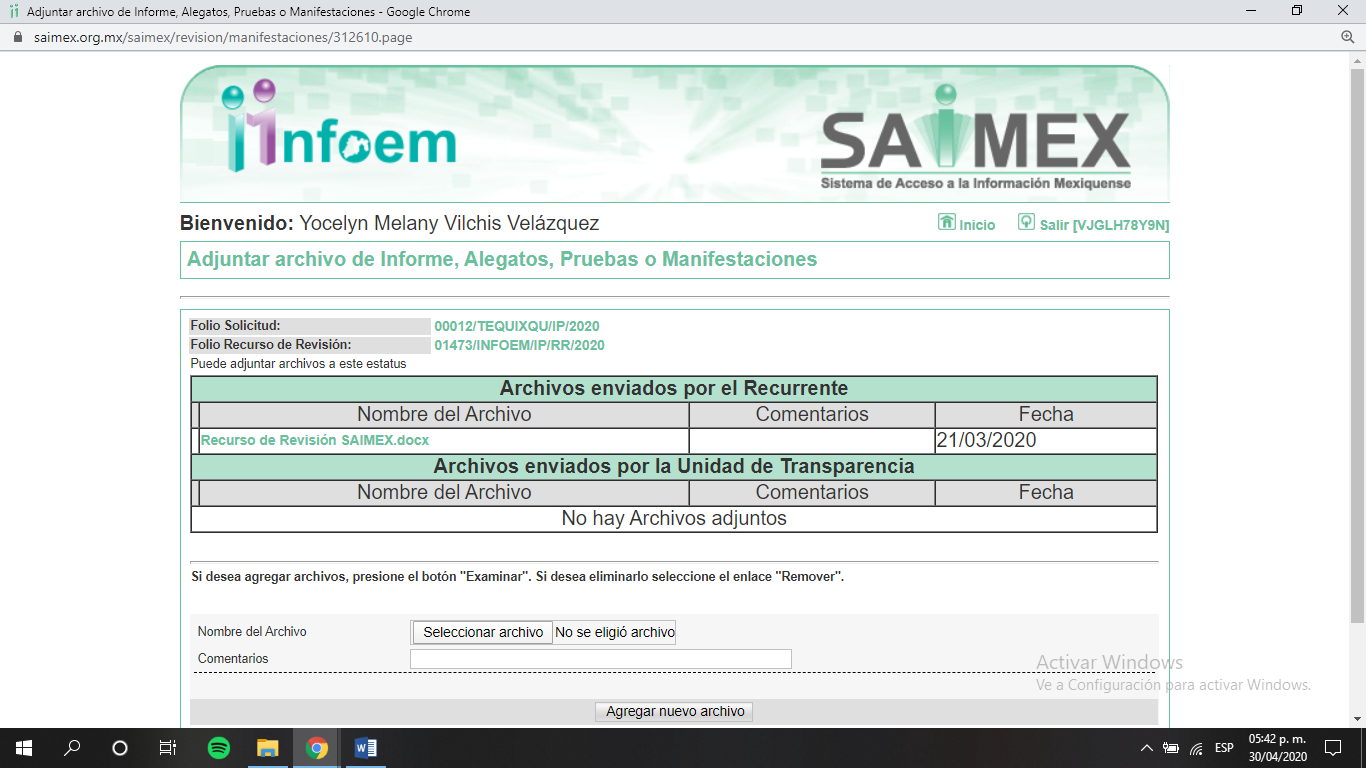 Adjuntar archivo de Informe, Alegatos, Pruebas o Manifestaciones - Google Chrome
saimex.org.mx/saimex/revision/manifestaciones/312610.page
infoem
SAIMEX
Sistema de Acceso a la Información Mexiquense
Bienvenido: Yocelyn Melany Vilchis Velázquez
Inicio Salir [VJGLH78Y9N]
Adjuntar archivo de Informe, Alegatos, Pruebas o Manifestaciones
Folio Solicitud: 00012/TEQUIXQU/IP/2020
Folio Recurso de Revisión: 01473/INFOEM/IP/RR/2020
Puede adjuntar archivos a este estatus
Archivos enviados por el Recurrente
Nombre del Archivo Comentarios Fecha
Recurso de Revisión SAIMEX.docx 21/03/2020
Archivos enviados por la Unidad de Transparencia
Nombre del Archivo Comentarios Fecha
No hay Archivos adjuntos
Si desea agregar archivos, presione el botón "Examinar". Si desea eliminarlo seleccione el enlace "Remover".
Nombre del Archivo Seleccionar archivo No se eligió archivo
Comentarios
Activar Windows
Ve a Configuración para activar Windows.
Agregar nuevo archivo
ESP
05:42 p. m.
30/04/2020